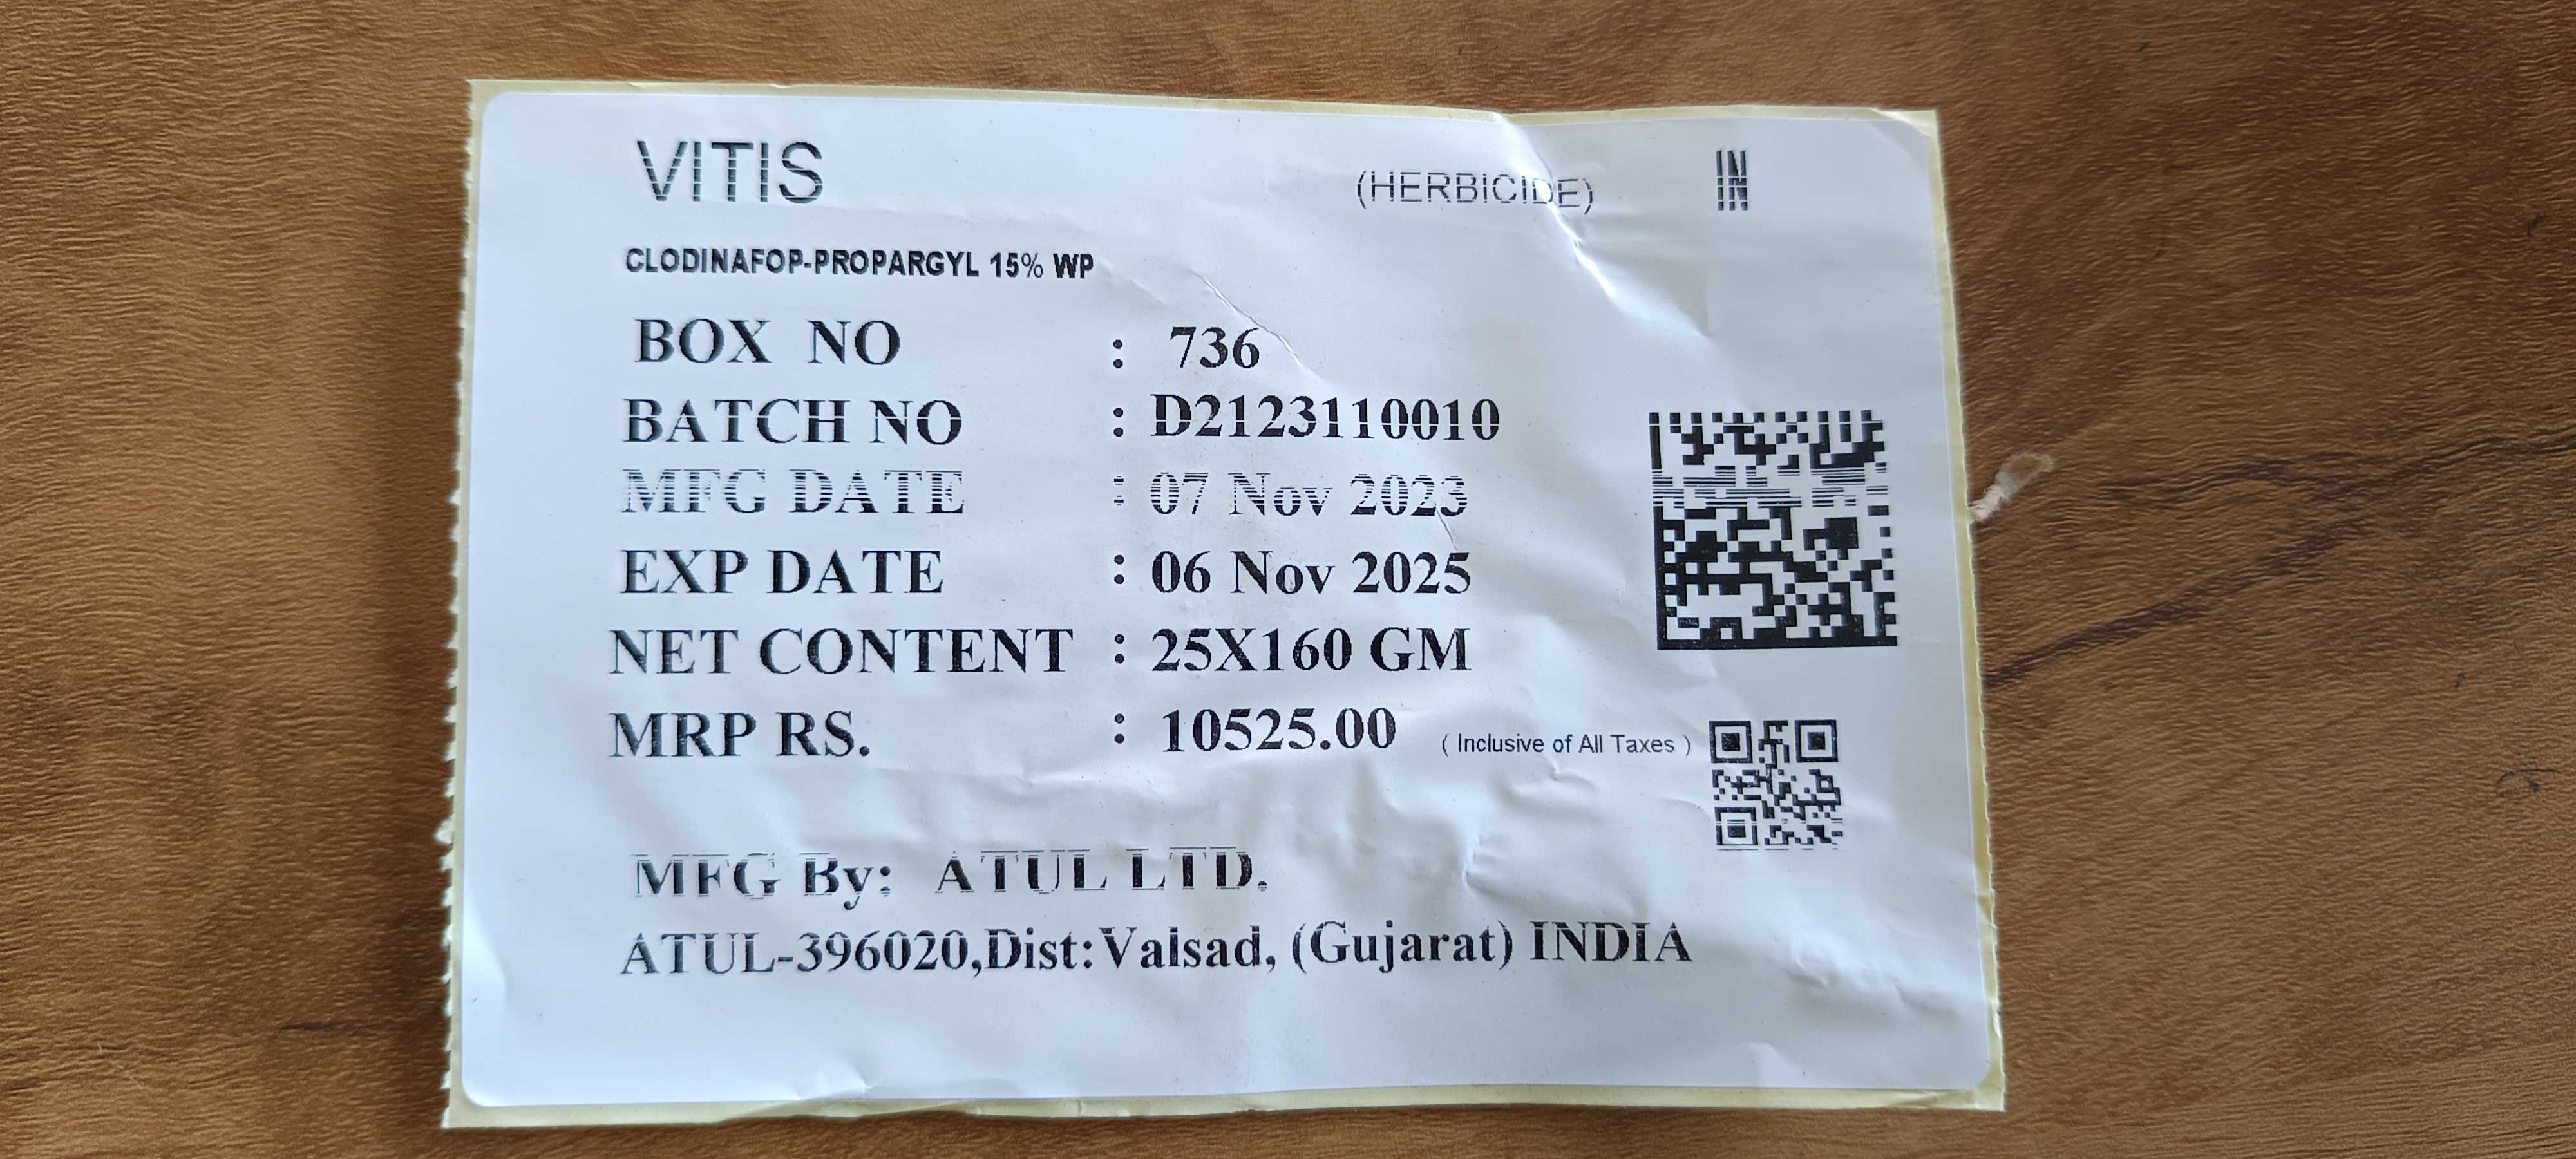 VITIS (HERBICIDE) IN
CLODINAFOP-PROPARGYL 15% WP
BOX NO : 736
BATCH NO : D2123110010
MFG DATE : 07 Nov 2023
EXP DATE : 06 Nov 2025
NET CONTENT : 25X160 GM
MRP RS. : 10525.00 ( Inclusive of All Taxes )
MFG By: ATUL LTD.
ATUL-396020,Dist:Valsad, (Gujarat) INDIA